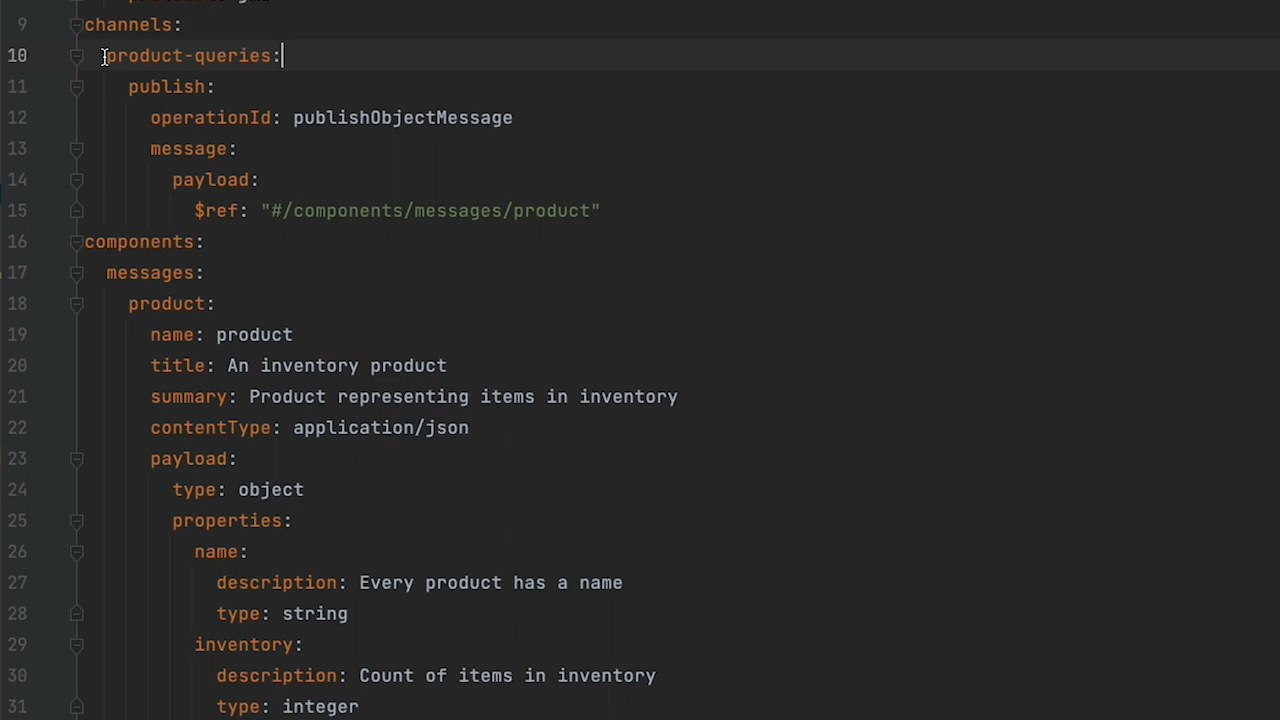 9 channels:
10 product-queries:
11 publish:
12 operationId: publishObjectMessage
13 message:
14 payload:
15 $ref: "#/components/messages/product"
16 components:
17 messages:
18 product:
19 name: product
20 title: An inventory product
21 summary: Product representing items in inventory
22 contentType: application/json
23 payload:
24 type: object
25 properties:
26 name:
27 description: Every product has a name
28 type: string
29 inventory:
30 description: Count of items in inventory
31 type: integer